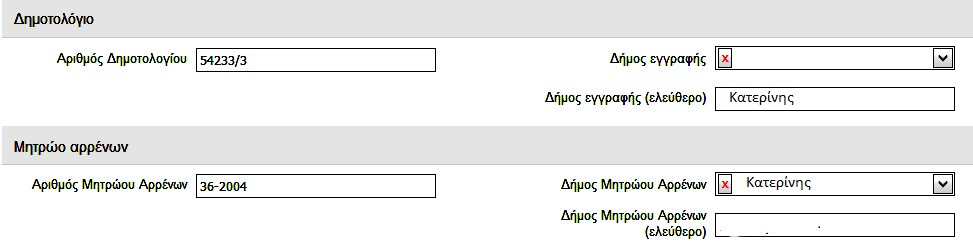 Δημοτολόγιο
Αριθμός Δημοτολογίου 54233/3 Δήμος εγγραφής x
Δήμος εγγραφής (ελεύθερο) Κατερίνης
Μητρώο αρρένων
Αριθμός Μητρώου Αρρένων 36-2004 Δήμος Μητρώου Αρρένων x Κατερίνης
Δήμος Μητρώου Αρρένων
(ελεύθερο)